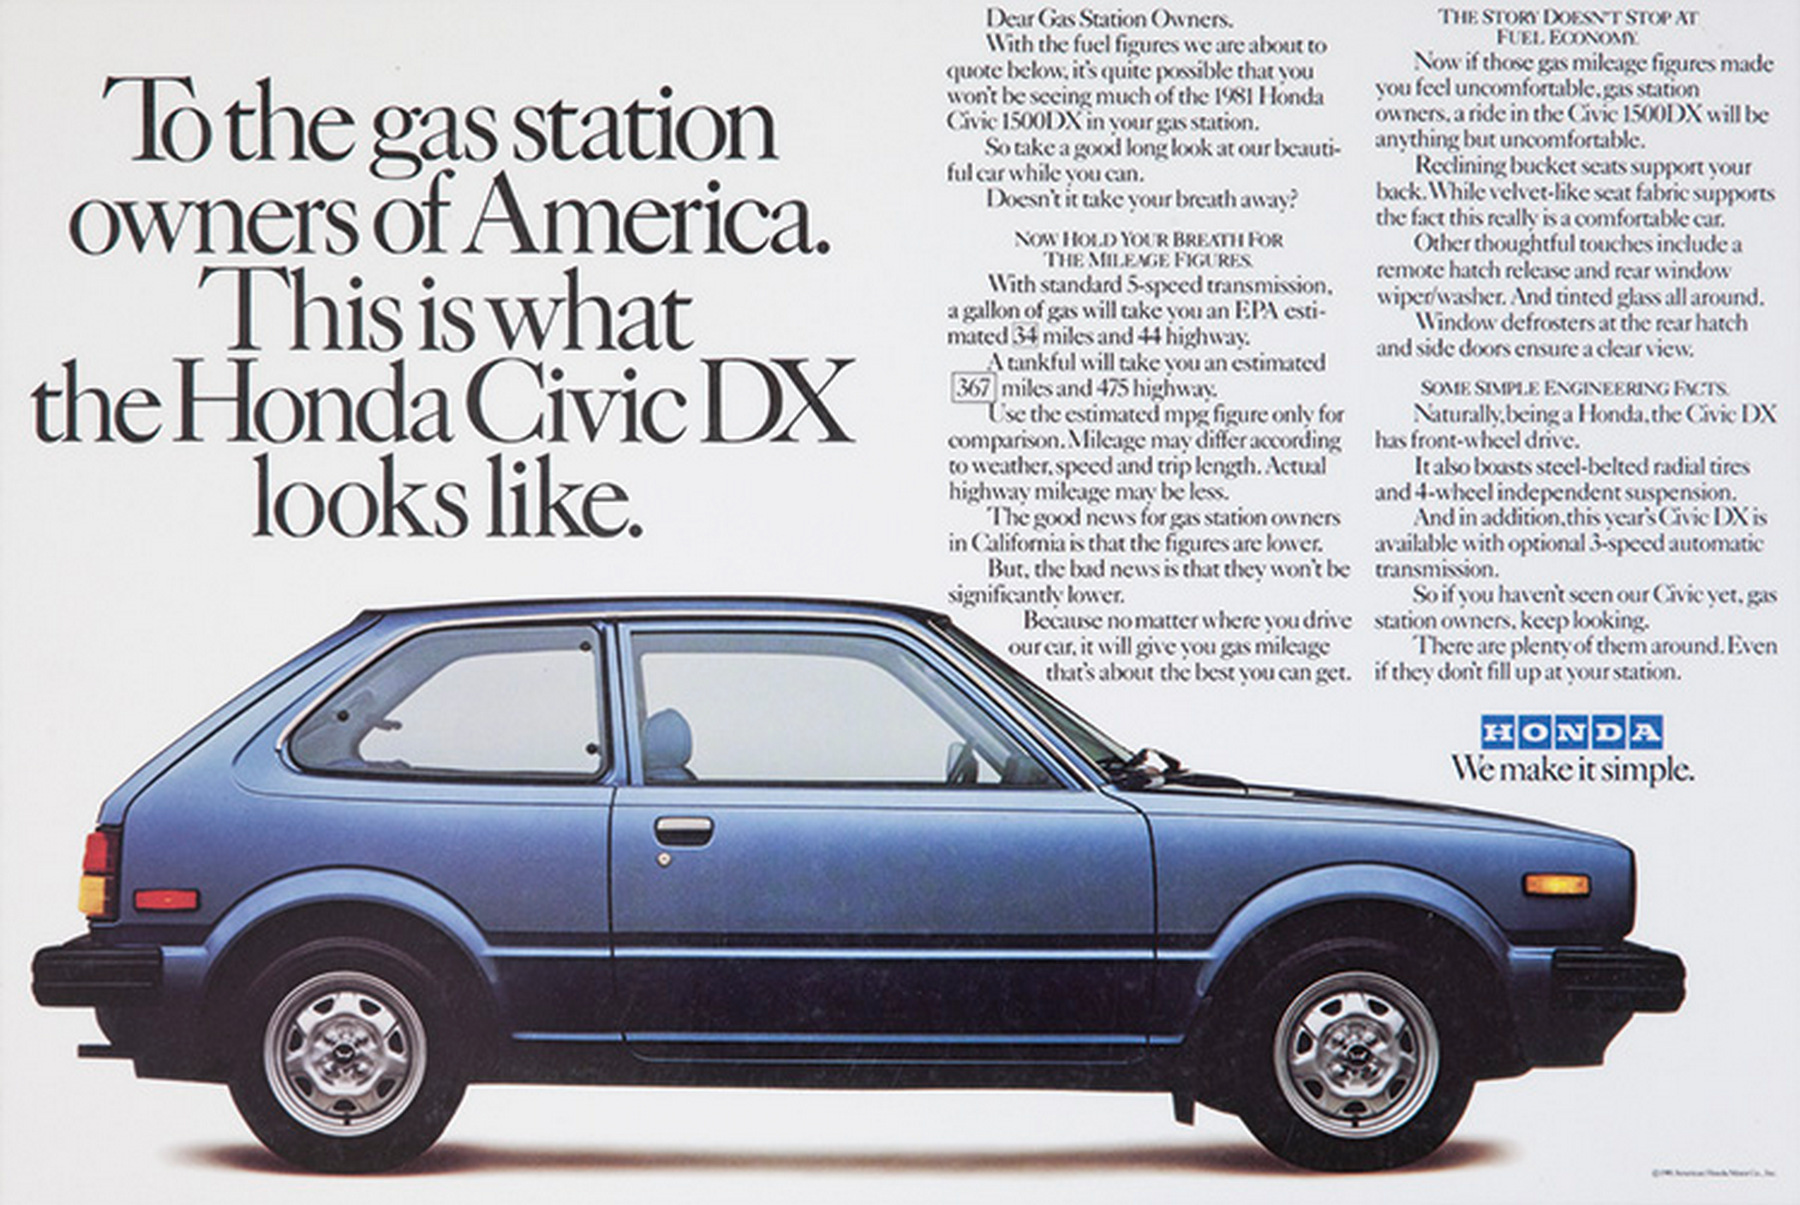 To the gas station
owners of America.
This is what
the Honda Civic DX
looks like.
Dear Gas Station Owners.
With the fuel figures we are about to
quote below, it's quite possible that you
won't be seeing much of the 1981 Honda
Civic 1500DX in your gas station.
So take a good long look at our beauti-
ful car while you can.
Doesn't it take your breath away?
NOW HOLD YOUR BREATH FOR
THE MILEAGE FIGURES.
With standard 5-speed transmission,
a gallon of gas will take you an EPA esti-
mated 34 miles and 44 highway.
A tankful will take you an estimated
367 miles and 475 highway.
Use the estimated mpg figure only for
comparison. Mileage may differ according
to weather, speed and trip length. Actual
highway mileage may be less.
The good news for gas station owners
in California is that the figures are lower.
But, the bad news is that they won't be
significantly lower.
Because no matter where you drive
our car, it will give you gas mileage
that's about the best you can get.
THE STORY DOESN'T STOP AT
FUEL ECONOMY.
Now if those gas mileage figures made
you feel uncomfortable, gas station
owners, a ride in the Civic 1500DX will be
anything but uncomfortable.
Reclining bucket seats support your
back. While velvet-like seat fabric supports
the fact this really is a comfortable car.
Other thoughtful touches include a
remote hatch release and rear window
wiper/washer. And tinted glass all around.
Window defrosters at the rear hatch
and side doors ensure a clear view.
SOME SIMPLE ENGINEERING FACTS.
Naturally, being a Honda, the Civic DX
has front-wheel drive.
It also boasts steel-belted radial tires
and 4-wheel independent suspension.
And in addition, this year's Civic DX is
available with optional 3-speed automatic
transmission.
So if you haven't seen our Civic yet, gas
station owners, keep looking.
There are plenty of them around. Even
if they don't fill up at your station.
HONDA
We make it simple.
American Honda Motor Co., Inc.